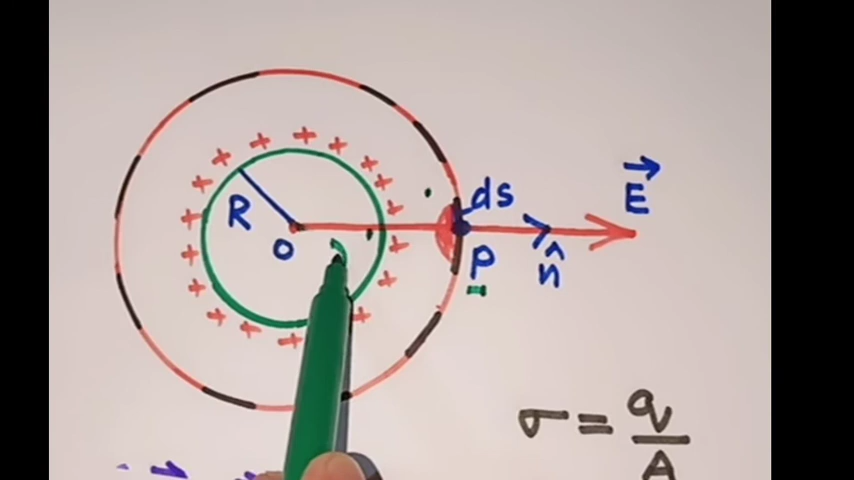 R
O
ds
P
n̂
E⃗
σ = q/A